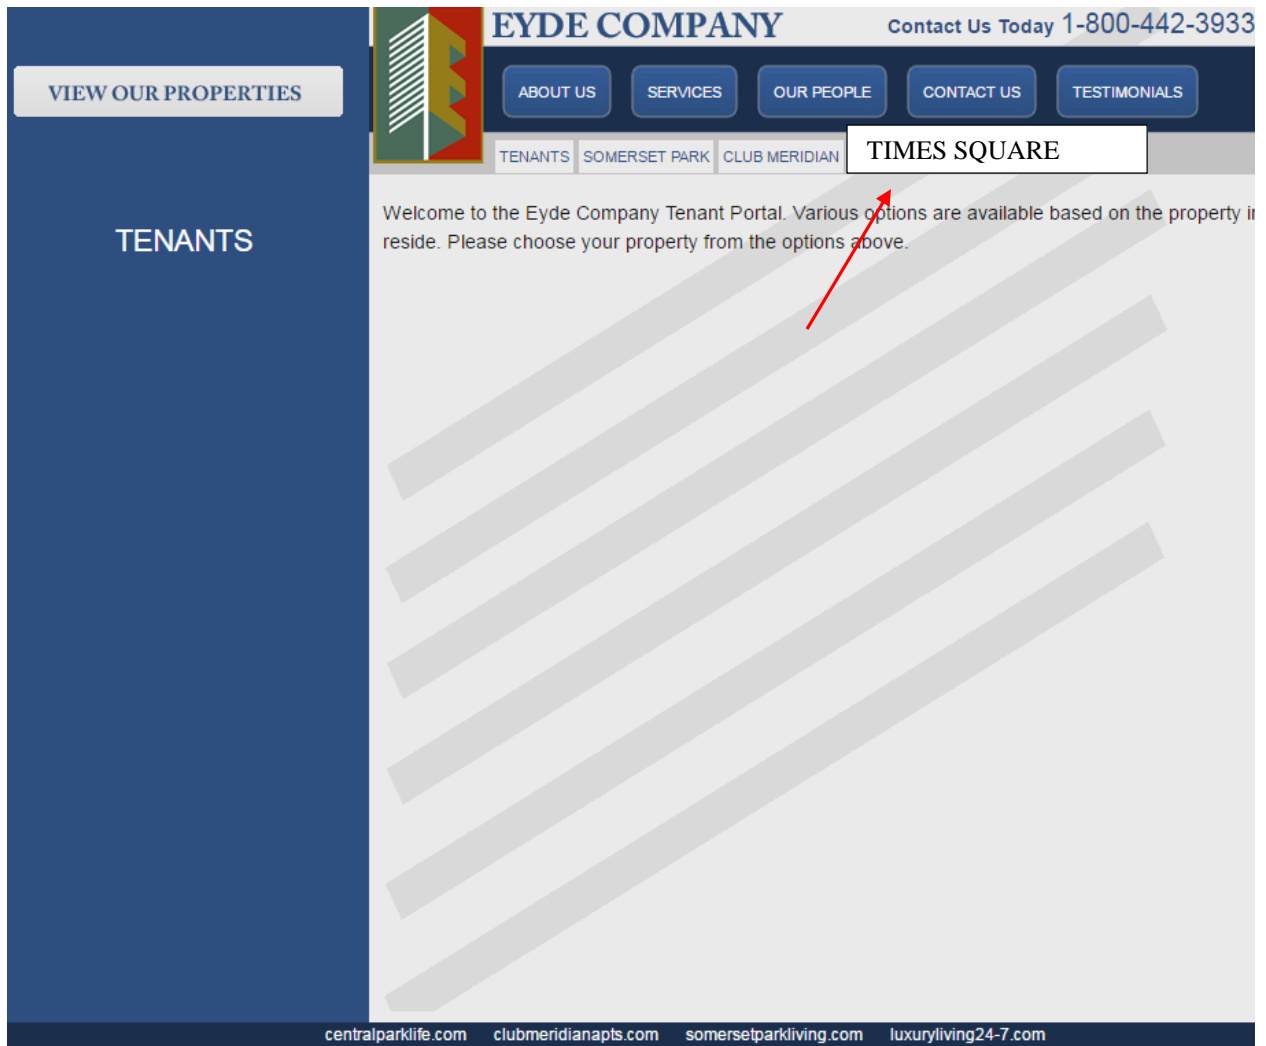 EYDE COMPANY
Contact Us Today 1-800-442-3933
VIEW OUR PROPERTIES
ABOUT US
SERVICES
OUR PEOPLE
CONTACT US
TESTIMONIALS
TENANTS
SOMERSET PARK
CLUB MERIDIAN
TIMES SQUARE
TENANTS
Welcome to the Eyde Company Tenant Portal. Various options are available based on the property
reside. Please choose your property from the options above.
centralparklife.com
clubmeridianapts.com
somersetparkliving.com
luxuryliving24-7.com